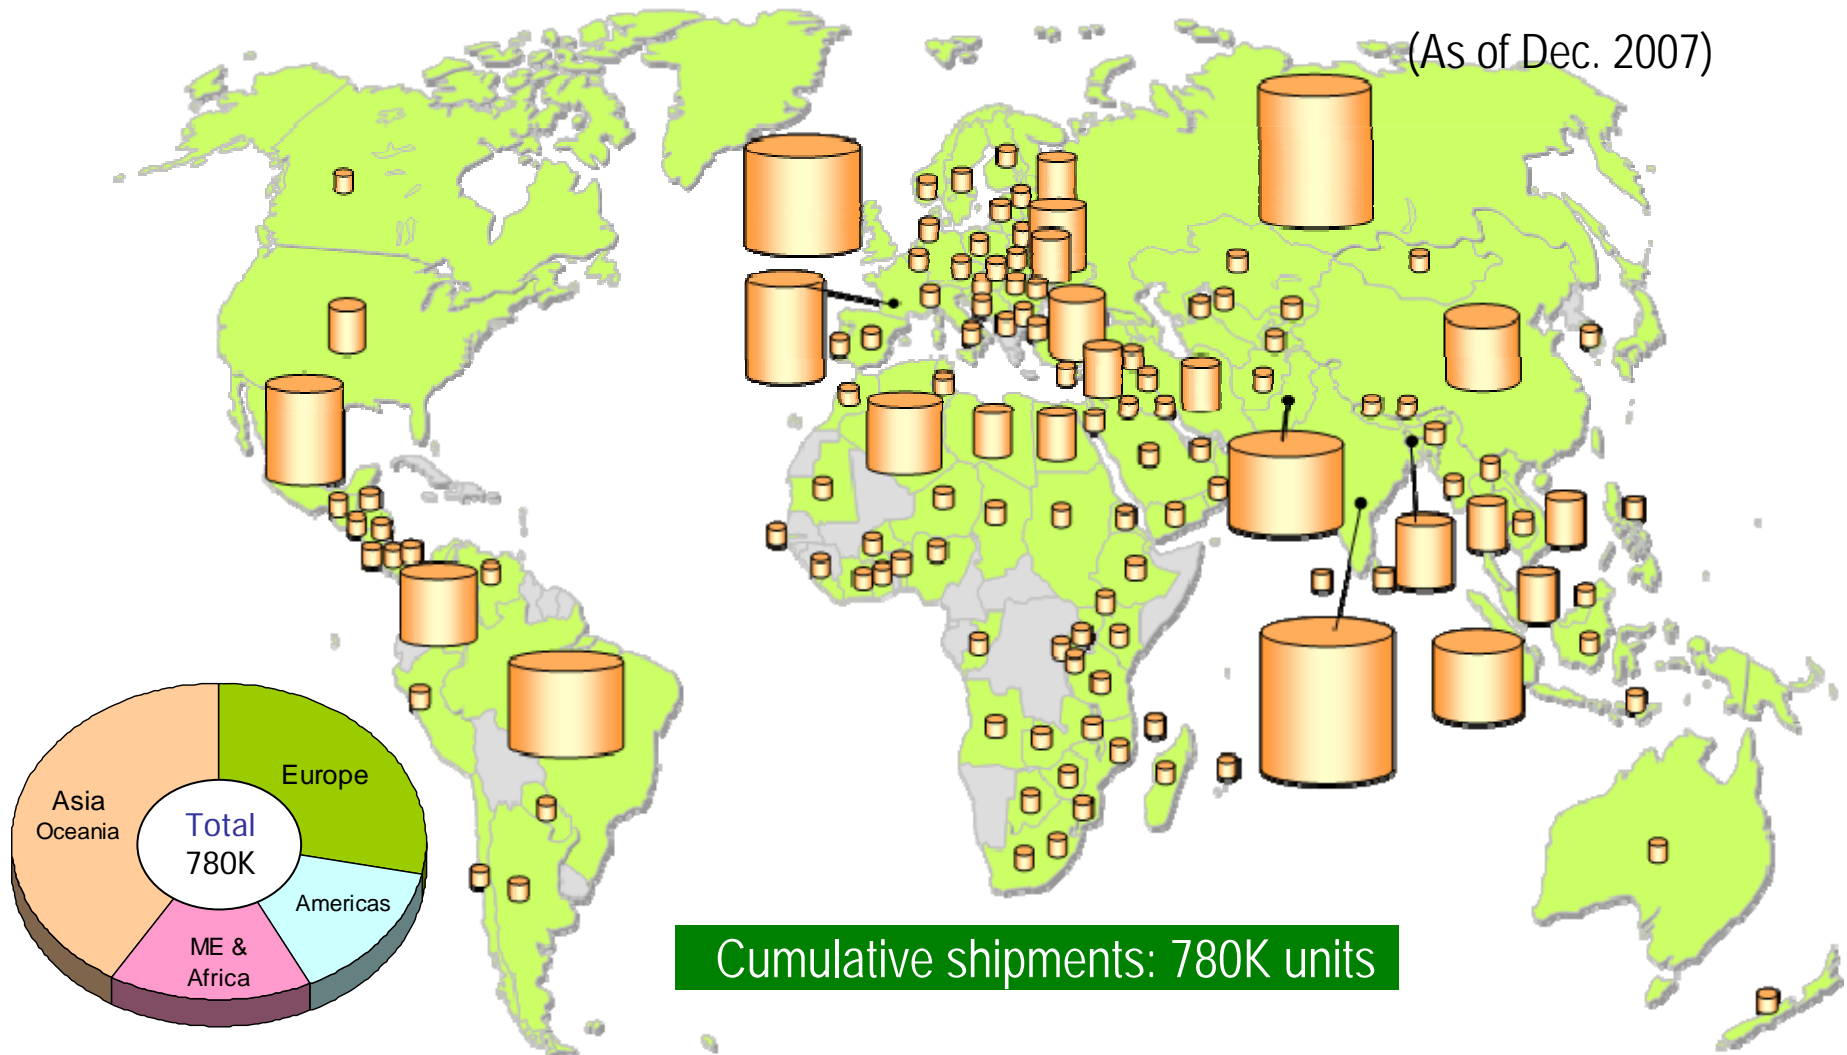 (As of Dec. 2007)
Europe
Asia
Oceania
Total
780K
Americas
ME &
Africa
Cumulative shipments: 780K units